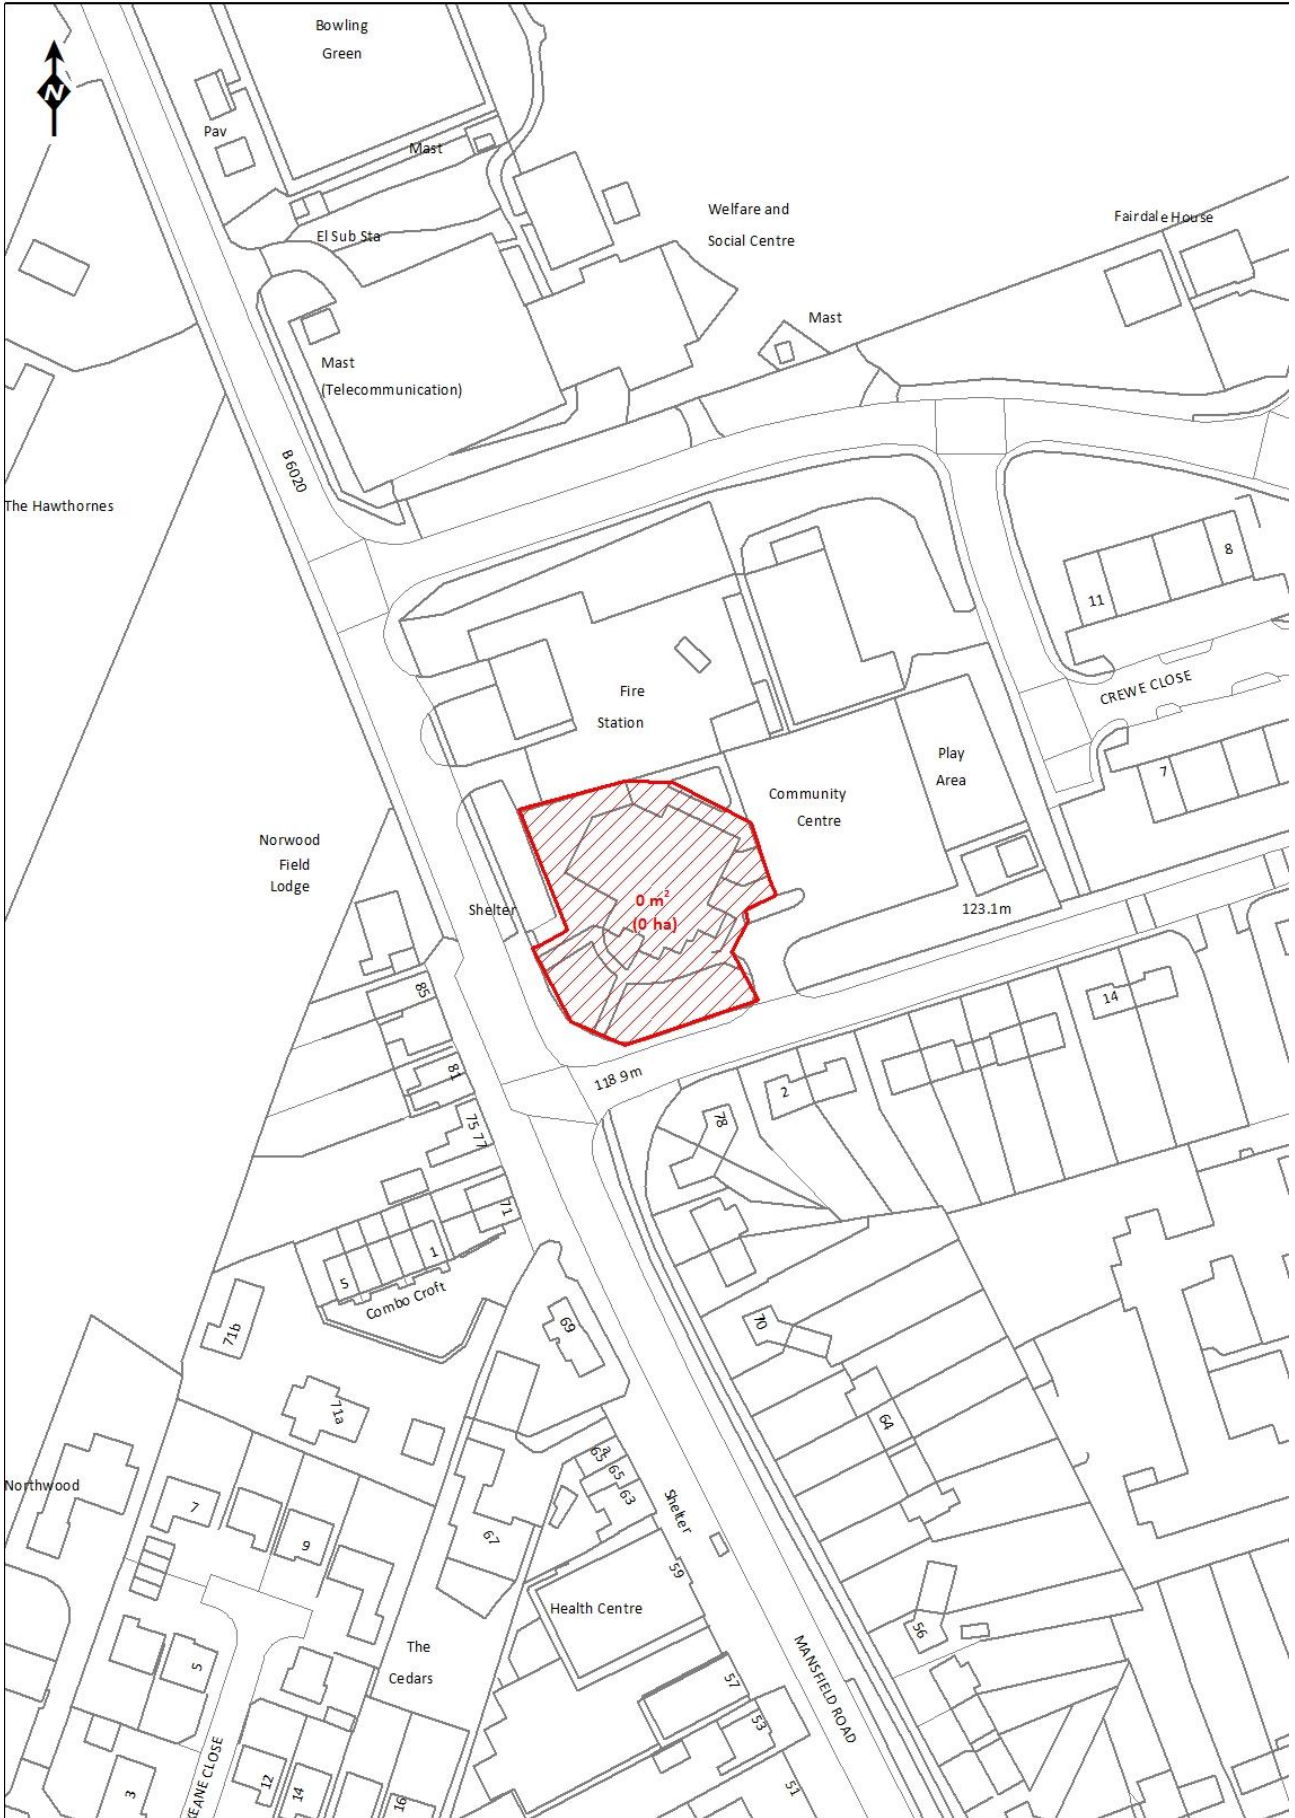 Bowling
Green
N
Pav
Mast
Welfare and
Social Centre
Fairdale House
El Sub Sta
Mast
Mast
(Telecommunication)
B 6020
The Hawthornes
8
11
CREWE CLOSE
Fire
Station
Play
Area
7
Community
Centre
Norwood
Field
Lodge
Shelter
0 m²
(0 ha)
123.1m
85
14
81
118.9m
2
78
75 77
71
1
5
Combo Croft
71b
69
70
71a
64
65a
65
63
Northwood
7
9
67
Shelter
59
Health Centre
56
The
Cedars
5
57
MANSFIELD ROAD
53
51
KEANE CLOSE
3
12
14
16